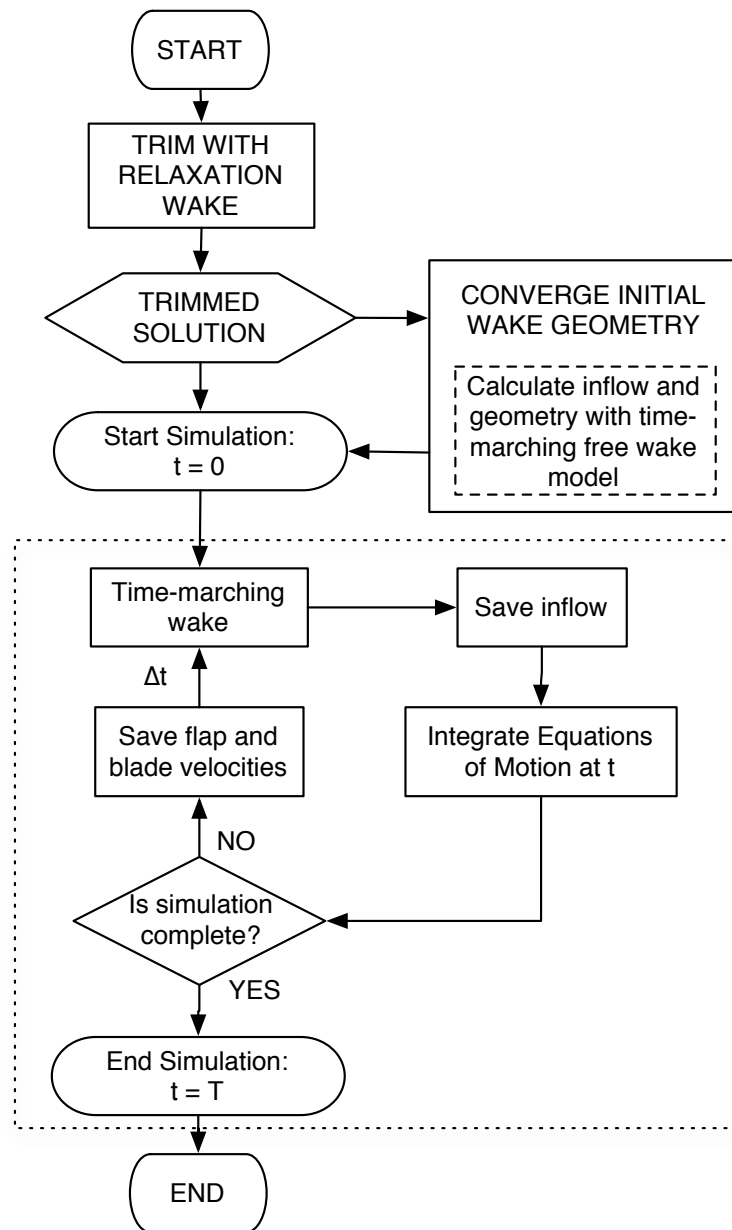 START
TRIM WITH
RELAXATION
WAKE
TRIMMED
SOLUTION
CONVERGE INITIAL
WAKE GEOMETRY
Calculate inflow and
geometry with time-
marching free wake
model
Start Simulation:
t = 0
Time-marching
wake
Save inflow
Δt
Save flap and
blade velocities
Integrate Equations
of Motion at t
NO
Is simulation
complete?
YES
End Simulation:
t = T
END